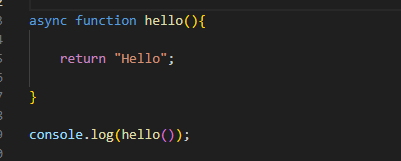 async function hello(){
return "Hello";
}
console.log(hello());